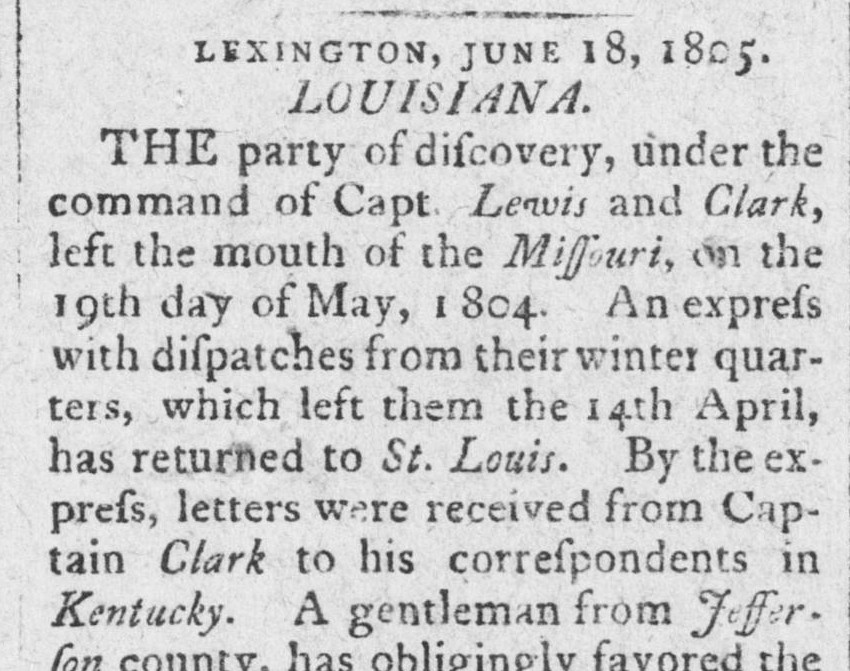 LEXINGTON, JUNE 18, 1805.
LOUISIANA.
THE party of diſcovery, under the
command of Capt. Lewis and Clark,
left the mouth of the Miſſouri, on the
19th day of May, 1804. An expreſs
with diſpatches from their winter quar-
ters, which left them the 14th April,
has returned to St. Louis. By the ex-
preſs, letters were received from Cap-
tain Clark to his correſpondents in
Kentucky. A gentleman from Jeffer-
ſon county, has obligingly favored the